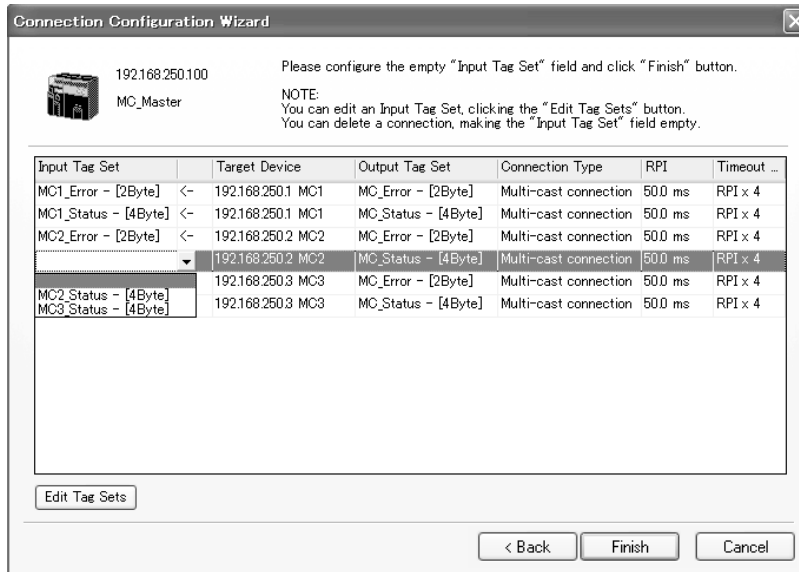 Connection Configuration Wizard
192.168.250.100
MC_Master
Please configure the empty "Input Tag Set" field and click "Finish" button.
NOTE:
You can edit an Input Tag Set, clicking the "Edit Tag Sets" button.
You can delete a connection, making the "Input Tag Set" field empty.
Input Tag Set Target Device Output Tag Set Connection Type RPI Timeout ...
MC1_Error - [2Byte] <- 192.168.250.1 MC1 MC_Error - [2Byte] Multi-cast connection 50.0 ms RPI x 4
MC1_Status - [4Byte] <- 192.168.250.1 MC1 MC_Status - [4Byte] Multi-cast connection 50.0 ms RPI x 4
MC2_Error - [2Byte] <- 192.168.250.2 MC2 MC_Error - [2Byte] Multi-cast connection 50.0 ms RPI x 4
192.168.250.2 MC2 MC_Status - [4Byte] Multi-cast connection 50.0 ms RPI x 4
192.168.250.3 MC3 MC_Error - [2Byte] Multi-cast connection 50.0 ms RPI x 4
MC2_Status - [4Byte]
MC3_Status - [4Byte]
192.168.250.3 MC3 MC_Status - [4Byte] Multi-cast connection 50.0 ms RPI x 4
Edit Tag Sets
< Back Finish Cancel